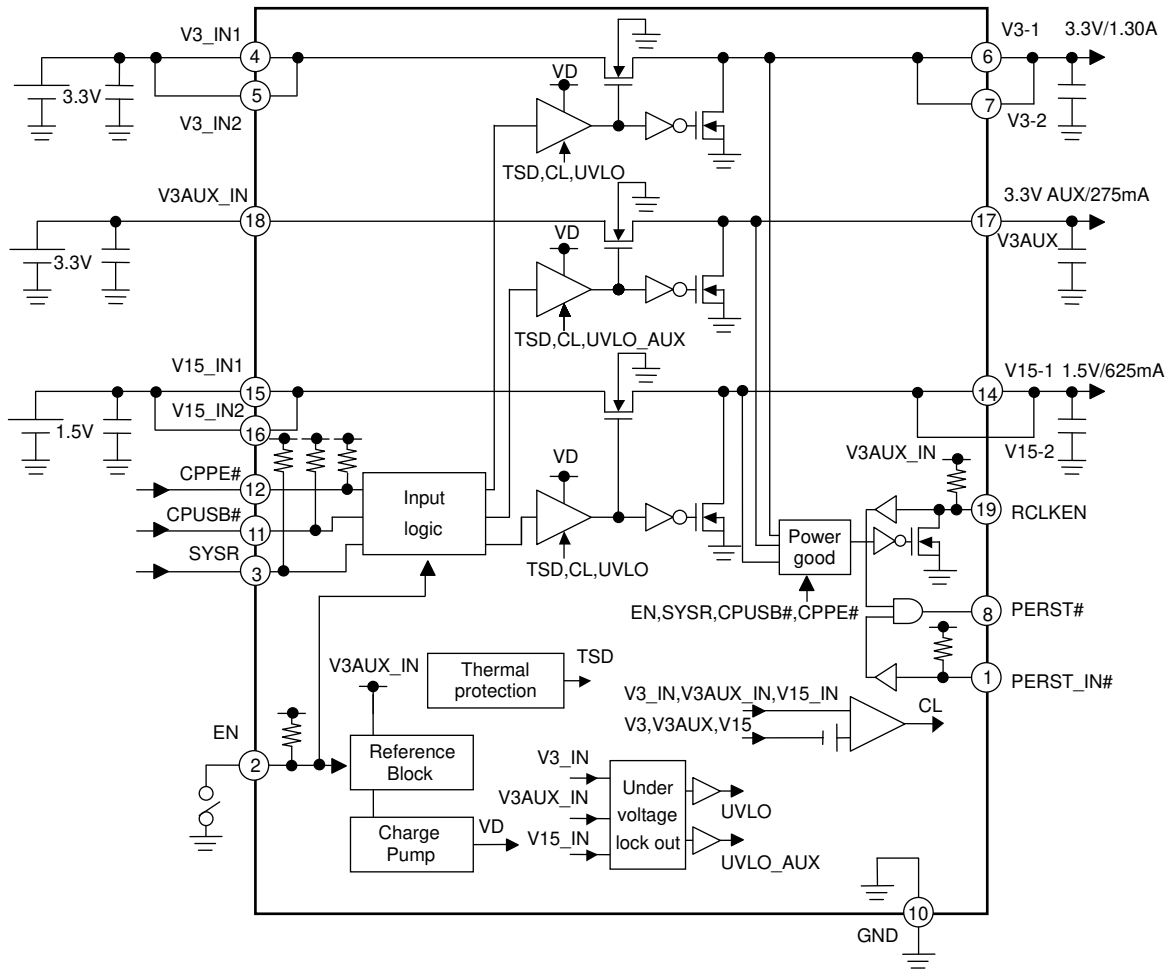 V3_IN1
4
5
3.3V
V3_IN2
VD
TSD,CL,UVLO
V3-1
3.3V/1.30A
6
7
V3-2
V3AUX_IN
18
3.3V
VD
TSD,CL,UVLO_AUX
3.3V AUX/275mA
17
V3AUX
V15_IN1
15
V15_IN2
16
1.5V
VD
TSD,CL,UVLO
V15-1
1.5V/625mA
14
V15-2
CPPE#
12
CPUSB#
11
SYSR
3
Input
logic
Power
good
EN,SYSR,CPUSB#,CPPE#
V3AUX_IN
19
RCLKEN
8
PERST#
1
PERST_IN#
V3AUX_IN
Thermal
protection
TSD
V3_IN,V3AUX_IN,V15_IN
V3,V3AUX,V15
CL
EN
2
Reference
Block
Charge
Pump
VD
V3_IN
V3AUX_IN
V15_IN
Under
voltage
lock out
UVLO
UVLO_AUX
10
GND